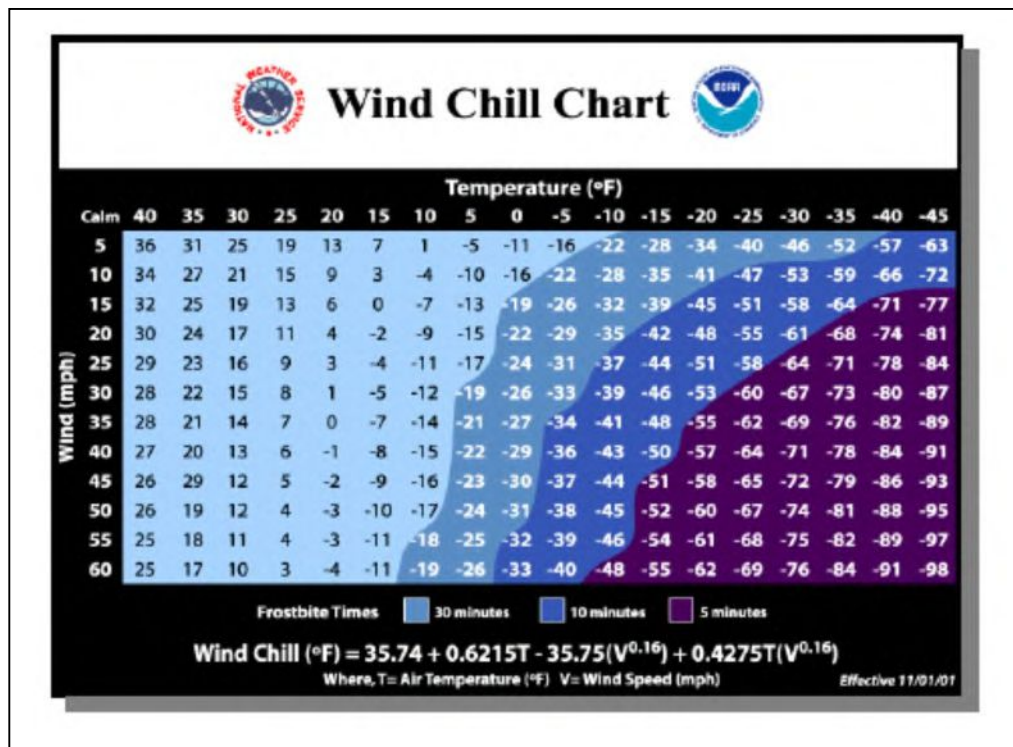 NATIONAL WEATHER SERVICE
Wind Chill Chart
NOAA
Temperature (°F)
Calm 40 35 30 25 20 15 10 5 0 -5 -10 -15 -20 -25 -30 -35 -40 -45
Wind (mph)
5 36 31 25 19 13 7 1 -5 -11 -16 -22 -28 -34 -40 -46 -52 -57 -63
10 34 27 21 15 9 3 -4 -10 -16 -22 -28 -35 -41 -47 -53 -59 -66 -72
15 32 25 19 13 6 0 -7 -13 -19 -26 -32 -39 -45 -51 -58 -64 -71 -77
20 30 24 17 11 4 -2 -9 -15 -22 -29 -35 -42 -48 -55 -61 -68 -74 -81
25 29 23 16 9 3 -4 -11 -17 -24 -31 -37 -44 -51 -58 -64 -71 -78 -84
30 28 22 15 8 1 -5 -12 -19 -26 -33 -39 -46 -53 -60 -67 -73 -80 -87
35 28 21 14 7 0 -7 -14 -21 -27 -34 -41 -48 -55 -62 -69 -76 -82 -89
40 27 20 13 6 -1 -8 -15 -22 -29 -36 -43 -50 -57 -64 -71 -78 -84 -91
45 26 29 12 5 -2 -9 -16 -23 -30 -37 -44 -51 -58 -65 -72 -79 -86 -93
50 26 19 12 4 -3 -10 -17 -24 -31 -38 -45 -52 -60 -67 -74 -81 -88 -95
55 25 18 11 4 -3 -11 -18 -25 -32 -39 -46 -54 -61 -68 -75 -82 -89 -97
60 25 17 10 3 -4 -11 -19 -26 -33 -40 -48 -55 -62 -69 -76 -84 -91 -98
Frostbite Times 30 minutes 10 minutes 5 minutes
Wind Chill (°F) = 35.74 + 0.6215T - 35.75(V^0.16) + 0.4275T(V^0.16)
Where, T= Air Temperature (°F) V= Wind Speed (mph)
Effective 11/01/01